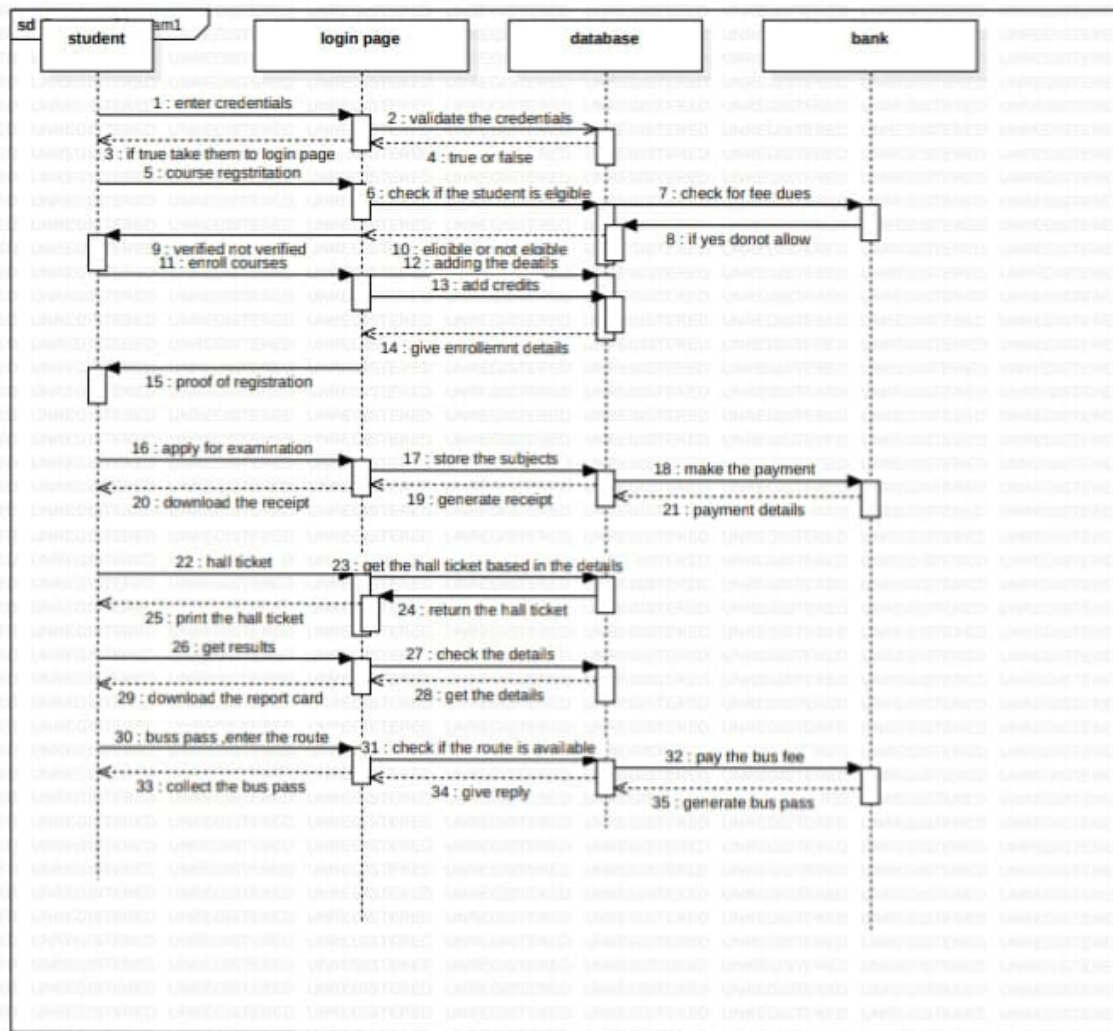 sd am1
student
login page
database
bank
1 : enter credentials
2 : validate the credentials
3 : if true take them to login page
4 : true or false
5 : course regstritation
6 : check if the student is elgible
7 : check for fee dues
8 : if yes donot allow
9 : verified not verified
10 : elioible or not eloible
11 : enroll courses
12 : adding the deatils
13 : add credits
14 : give enrollemnt details
15 : proof of registration
16 : apply for examination
17 : store the subjects
18 : make the payment
19 : generate receipt
20 : download the receipt
21 : payment details
22 : hall ticket
23 : get the hall ticket based in the details
24 : return the hall ticket
25 : print the hall ticket
26 : get results
27 : check the details
28 : get the details
29 : download the report card
30 : buss pass ,enter the route
31 : check if the route is available
32 : pay the bus fee
33 : collect the bus pass
34 : give reply
35 : generate bus pass
UNREGISTERED